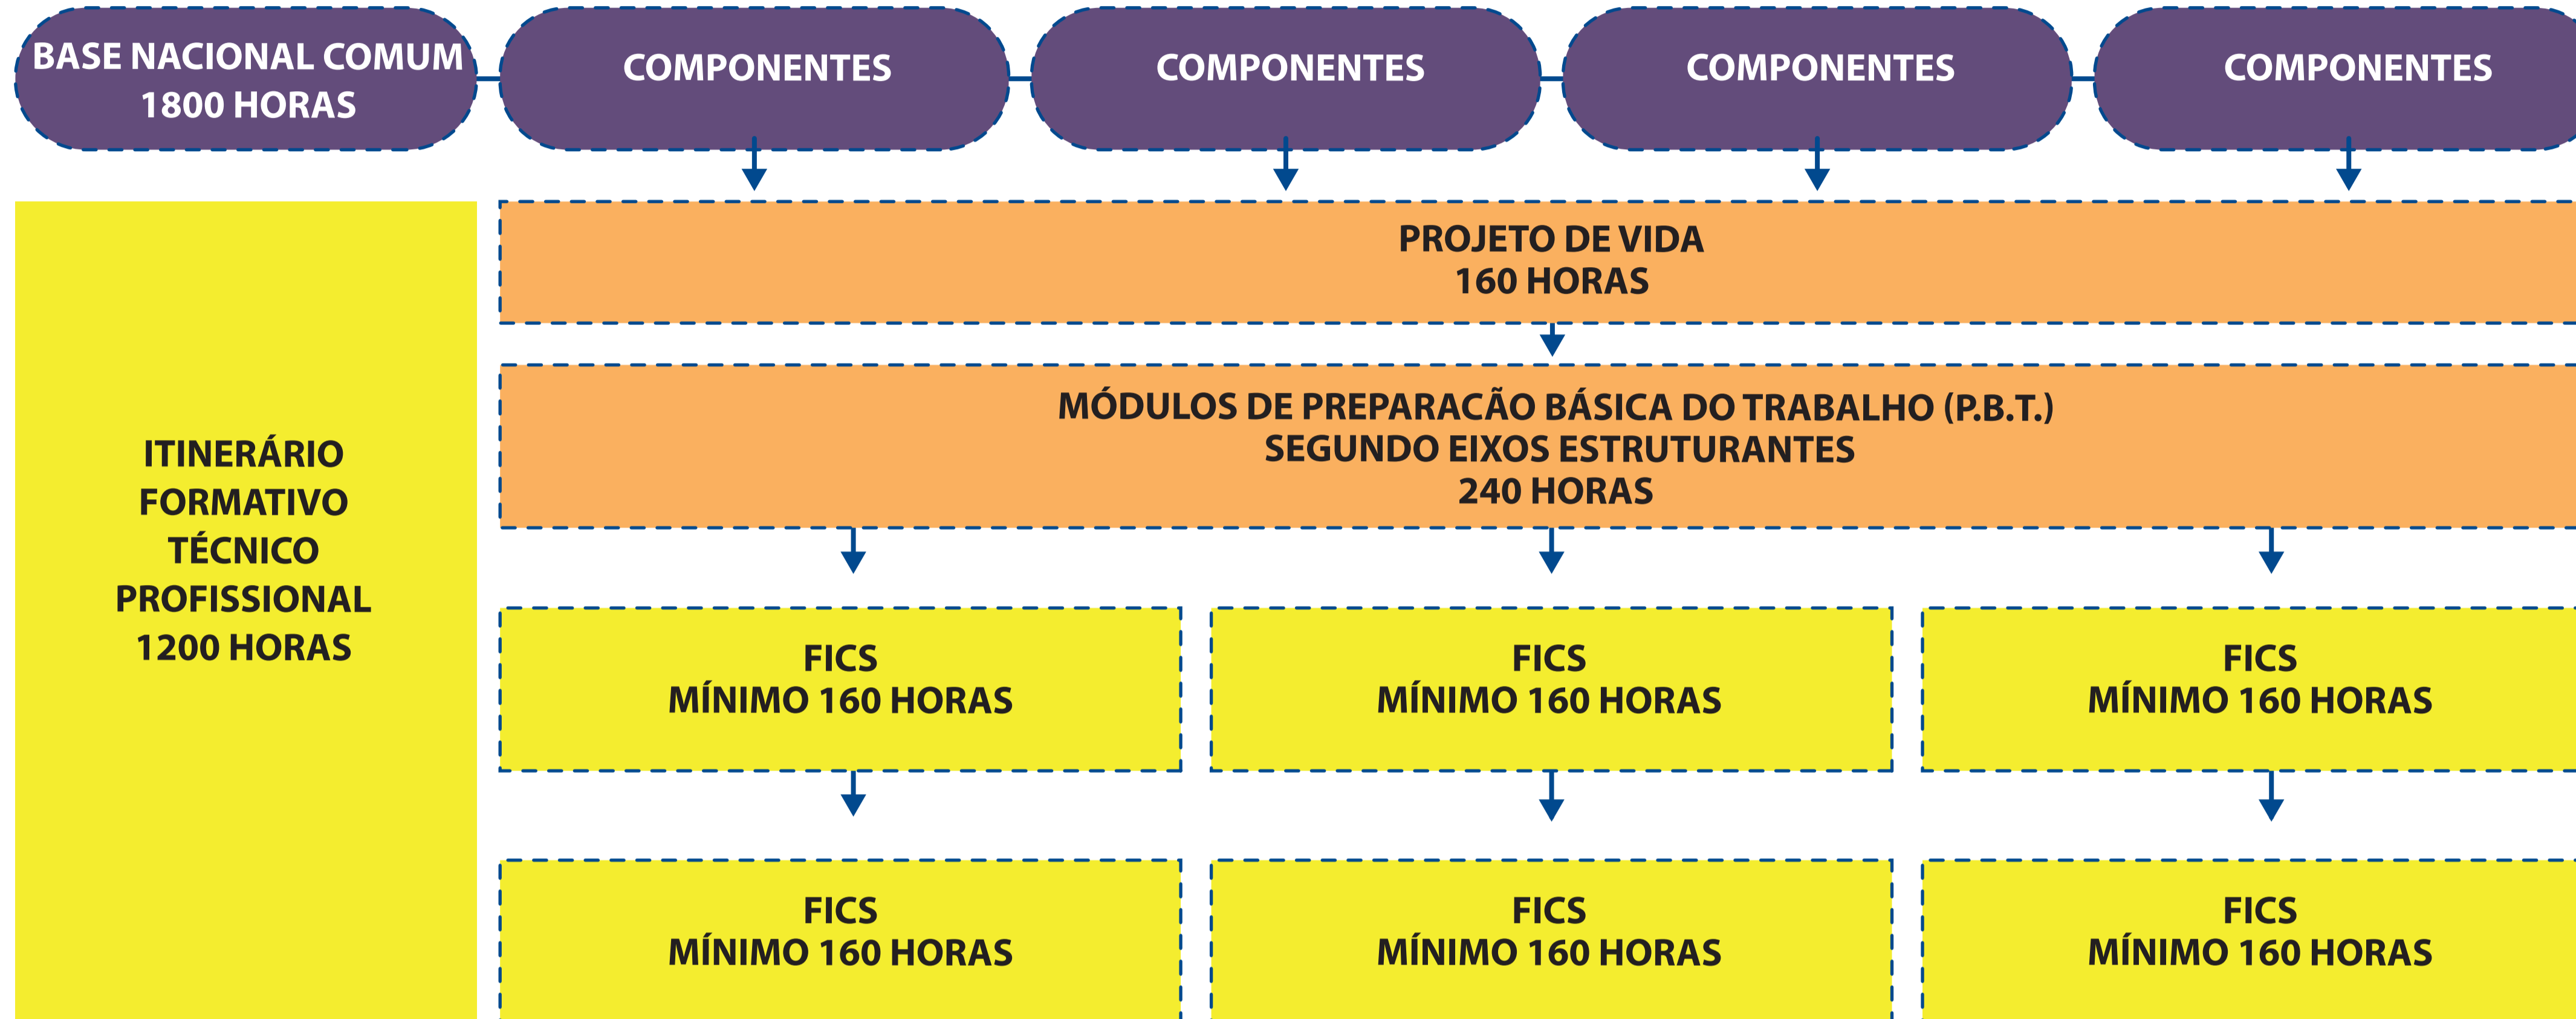 BASE NACIONAL COMUM
1800 HORAS
COMPONENTES
COMPONENTES
COMPONENTES
COMPONENTES
PROJETO DE VIDA
160 HORAS
MÓDULOS DE PREPARACÃO BÁSICA DO TRABALHO (P.B.T.)
SEGUNDO EIXOS ESTRUTURANTES
240 HORAS
ITINERÁRIO
FORMATIVO
TÉCNICO
PROFISSIONAL
1200 HORAS
FICS
MÍNIMO 160 HORAS
FICS
MÍNIMO 160 HORAS
FICS
MÍNIMO 160 HORAS
FICS
MÍNIMO 160 HORAS
FICS
MÍNIMO 160 HORAS
FICS
MÍNIMO 160 HORAS